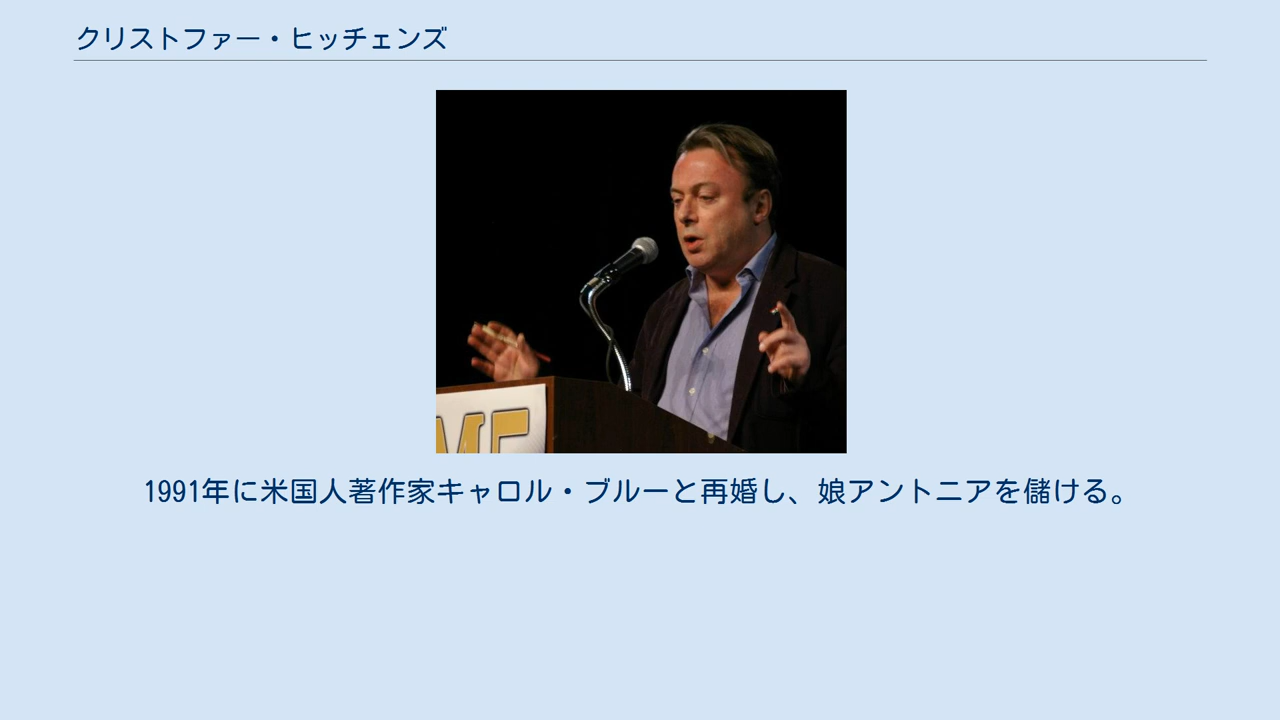 クリストファー・ヒッチェンズ
ME
1991年に米国人著作家キャロル・ブルーと再婚し、娘アントニアを儲ける。